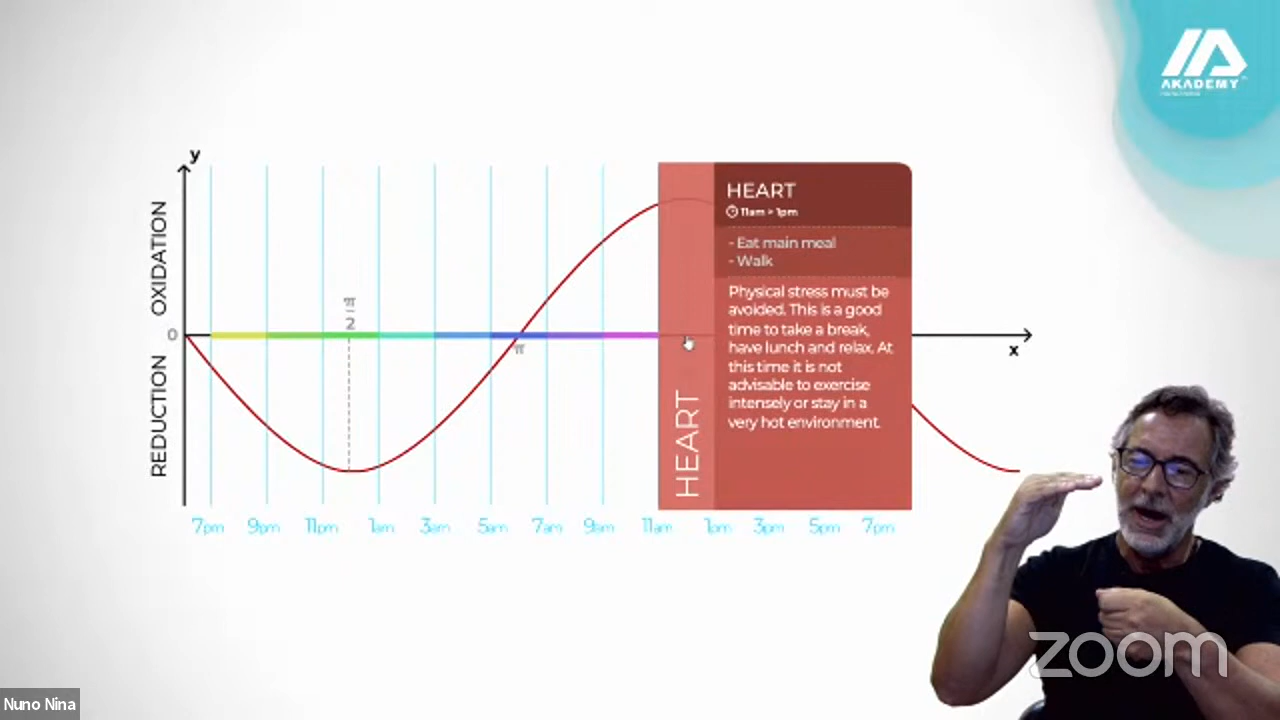 AKADEMY
y
OXIDATION
0
REDUCTION
π
2
π
x
HEART
HEART
11am > 1pm
- Eat main meal
- Walk
Physical stress must be
avoided. This is a good
time to take a break,
have lunch and relax. At
this time it is not
advisable to exercise
intensely or stay in a
very hot environment.
7pm 9pm 11pm 1am 3am 5am 7am 9am 11am 1pm 3pm 5pm 7pm
zoom
Nuno Nina